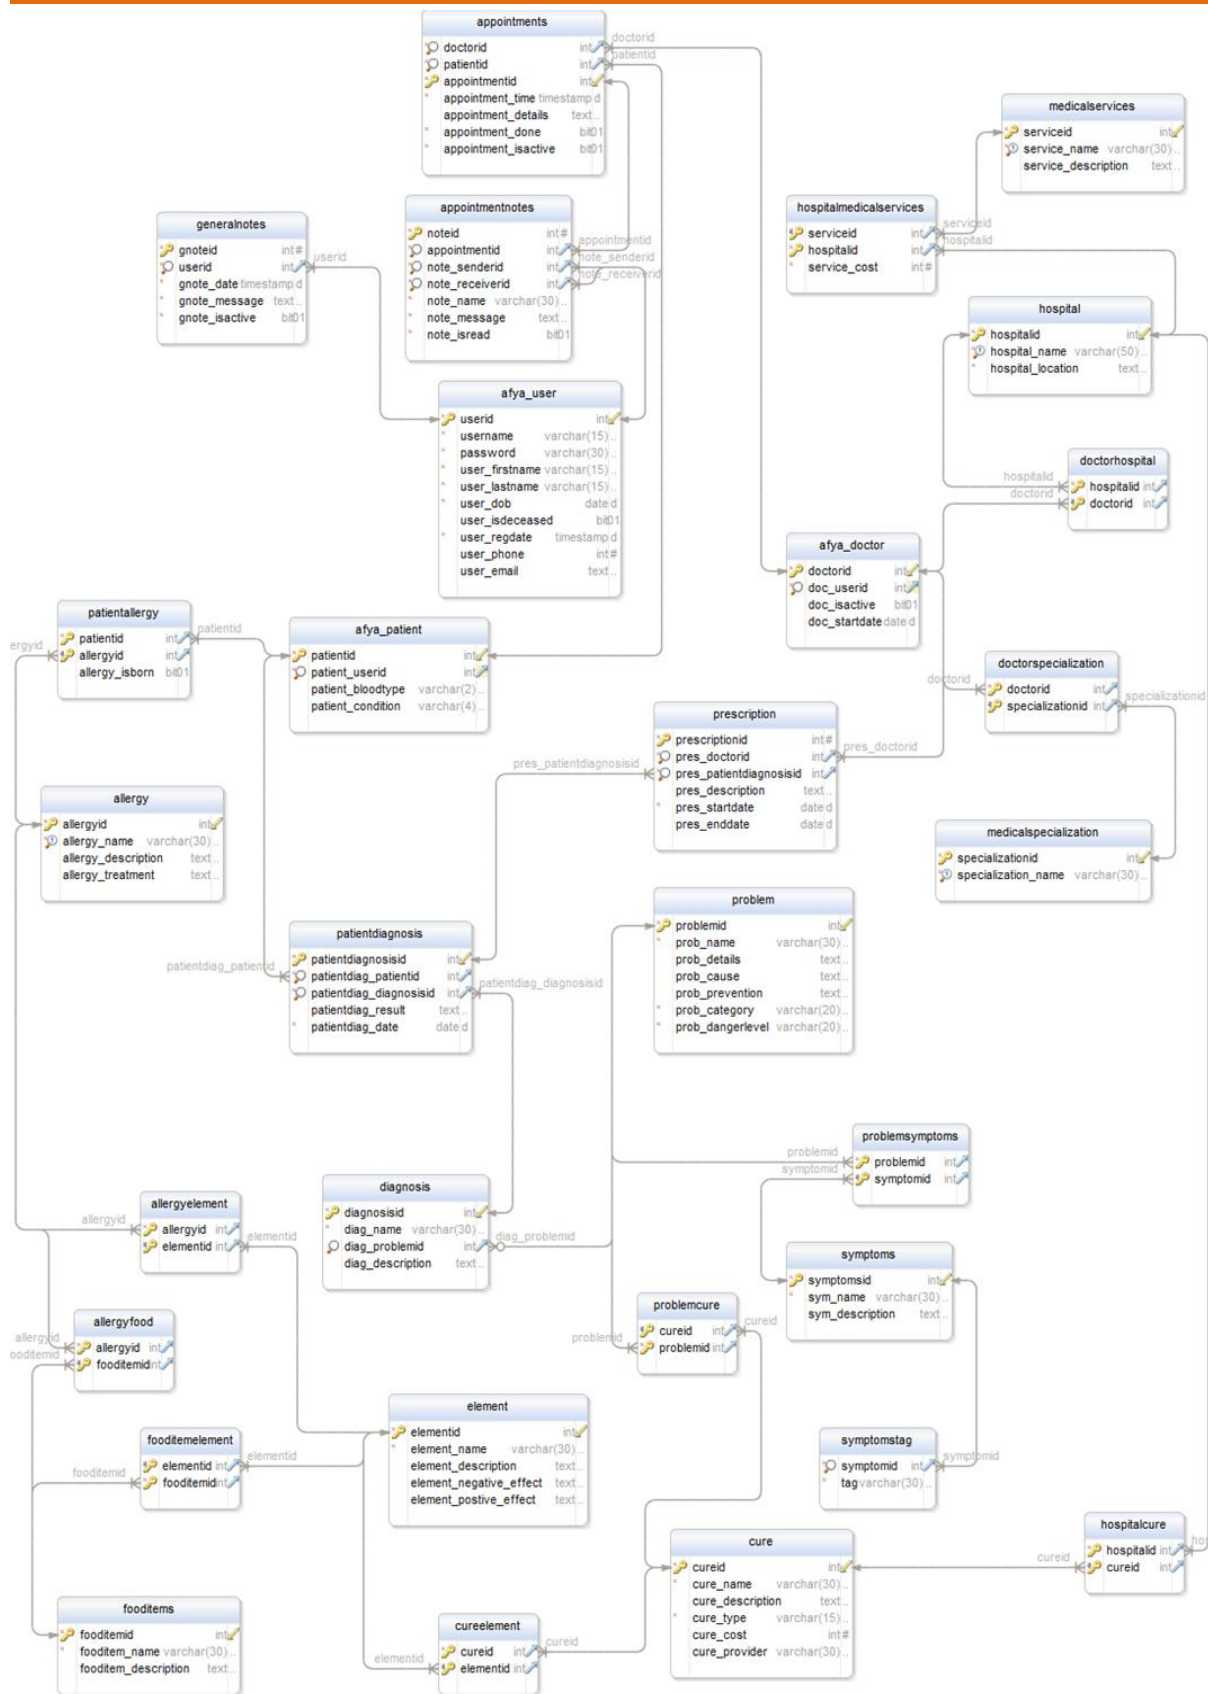 appointments
doctorid int
patientid int
appointmentid int
appointment_time timestamp d
appointment_details text..
appointment_done bit01
appointment_isactive bit01
doctorid
patientid
medicalservices
serviceid int
service_name varchar(30)..
service_description text..
hospitalmedicalservices
serviceid int
hospitalid int
service_cost int#
serviceid
hospitalid
generalnotes
gnoteid int#
userid int
gnote_date timestamp d
gnote_message text..
gnote_isactive bit01
userid
appointmentnotes
noteid int#
appointmentid int
note_senderid int
note_receiverid int
note_name varchar(30)..
note_message text..
note_isread bit01
appointmentid
note_senderid
note_receiverid
hospital
hospitalid int
hospital_name varchar(50)..
hospital_location text..
afya_user
userid int
username varchar(15)..
password varchar(30)..
user_firstname varchar(15)..
user_lastname varchar(15)..
user_dob date d
user_isdeceased bit01
user_regdate timestamp d
user_phone int#
user_email text..
doctorhospital
hospitalid int
doctorid int
hospitalid
doctorid
afya_doctor
doctorid int
doc_userid int
doc_isactive bit01
doc_startdate date d
patientallergy
patientid int
allergyid int
allergy_isborn bit01
patientid
ergyid
afya_patient
patientid int
patient_userid int
patient_bloodtype varchar(2)..
patient_condition varchar(4)..
doctorspecialization
doctorid int
specializationid int
doctorid
specializationid
prescription
prescriptionid int#
pres_doctorid int
pres_patientdiagnosisid int
pres_description text..
pres_startdate date d
pres_enddate date d
pres_doctorid
pres_patientdiagnosisid
allergy
allergyid int
allergy_name varchar(30)..
allergy_description text..
allergy_treatment text..
medicalspecialization
specializationid int
specialization_name varchar(30)..
problem
problemid int
prob_name varchar(30)..
prob_details text..
prob_cause text..
prob_prevention text..
prob_category varchar(20)..
prob_dangerlevel varchar(20)..
patientdiagnosis
patientdiagnosisid int
patientdiag_patientid int
patientdiag_diagnosisid int
patientdiag_result text..
patientdiag_date date d
patientdiag_patientid
patientdiag_diagnosisid
problemsymptoms
problemid int
symptomid int
problemid
symptomid
diagnosis
diagnosisid int
diag_name varchar(30)..
diag_problemid int
diag_description text..
diag_problemid
allergyelement
allergyid int
elementid int
allergyid
elementid
symptoms
symptomsid int
sym_name varchar(30)..
sym_description text..
problemcure
cureid int
problemid int
cureid
problemid
allergyfood
allergyid int
fooditemid int
allergyid
ooditemid
element
elementid int
element_name varchar(30)..
element_description text..
element_negative_effect text..
element_postive_effect text..
fooditemelement
elementid int
fooditemid int
elementid
fooditemid
symptomstag
symptomid int
tag varchar(30)..
symptomid
hospitalcure
hospitalid int
cureid int
hos
cureid
cure
cureid int
cure_name varchar(30)..
cure_description text..
cure_type varchar(15)..
cure_cost int#
cure_provider varchar(30)..
fooditems
fooditemid int
fooditem_name varchar(30)..
fooditem_description text..
cureelement
cureid int
elementid int
cureid
elementid